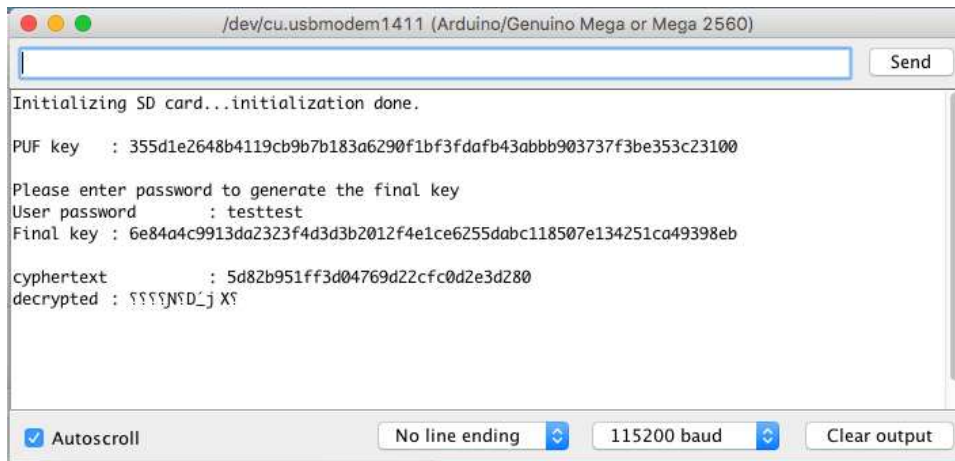 /dev/cu.usbmodem1411 (Arduino/Genuino Mega or Mega 2560)
Send
Initializing SD card...initialization done.
PUF key : 355d1e2648b4119cb9b7b183a6290f1bf3fdafb43abbb903737f3be353c23100
Please enter password to generate the final key
User password : testtest
Final key : 6e84a4c9913da2323f4d3d3b2012f4e1ce6255dabc118507e134251ca49398eb
cyphertext : 5d82b951ff3d04769d22cfc0d2e3d280
decrypted : ⸮⸮⸮⸮N⸮D_j X⸮
Autoscroll
No line ending
115200 baud
Clear output